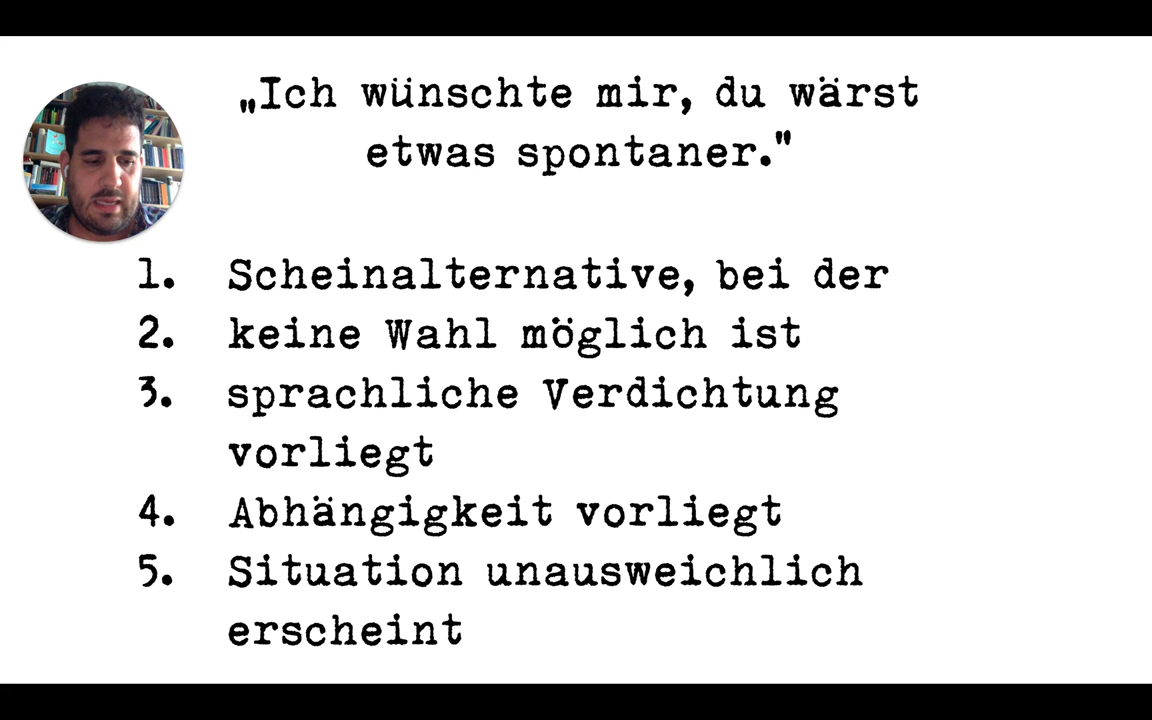 „Ich wünschte mir, du wärst
etwas spontaner."
1. Scheinalternative, bei der
2. keine Wahl möglich ist
3. sprachliche Verdichtung
vorliegt
4. Abhängigkeit vorliegt
5. Situation unausweichlich
erscheint